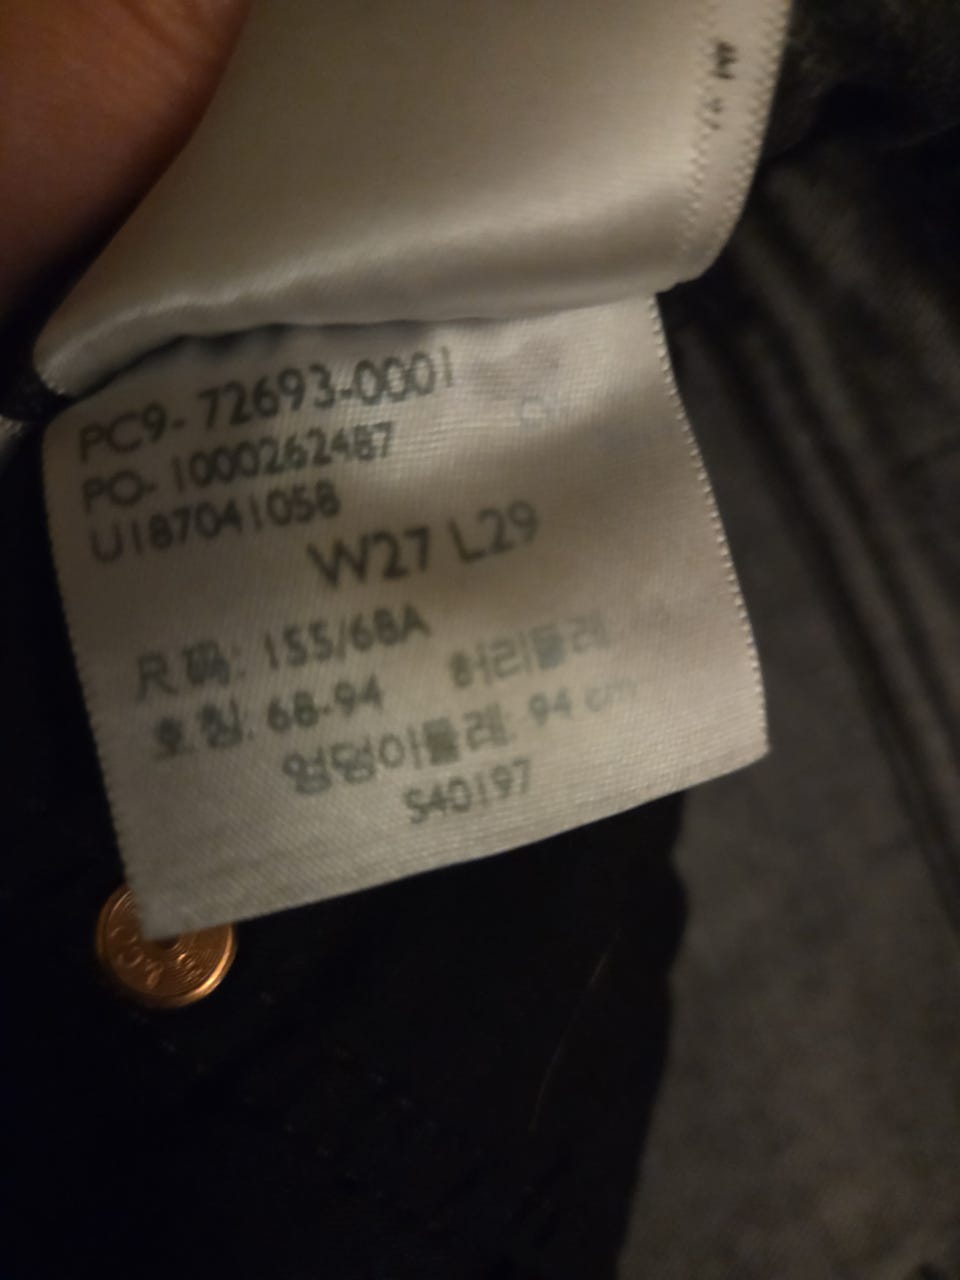 PC9-72693-0001
PO-1000262487
U187041058
W27 L29
尺码: 155/68A
호칭: 68-94 허리둘레
엉덩이둘레: 94 cm
S40197